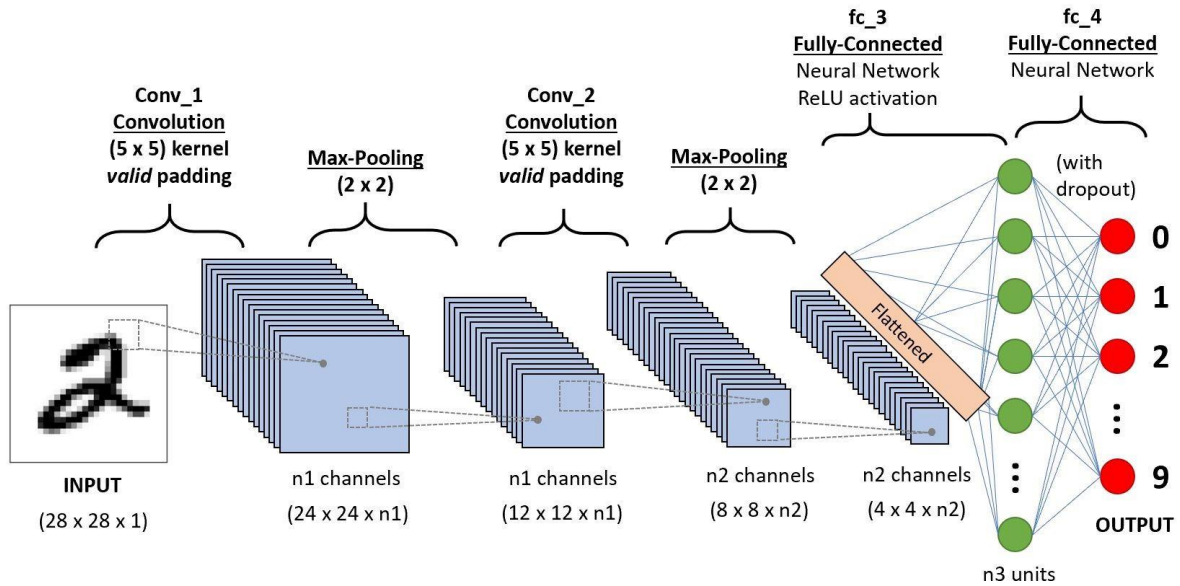 fc_3
Fully-Connected
Neural Network
ReLU activation
fc_4
Fully-Connected
Neural Network
Conv_1
Convolution
(5 x 5) kernel
valid padding
Max-Pooling
(2 x 2)
Conv_2
Convolution
(5 x 5) kernel
valid padding
Max-Pooling
(2 x 2)
(with
dropout)
Flattened
0
1
2
9
2
INPUT
(28 x 28 x 1)
n1 channels
(24 x 24 x n1)
n1 channels
(12 x 12 x n1)
n2 channels
(8 x 8 x n2)
n2 channels
(4 x 4 x n2)
OUTPUT
n3 units